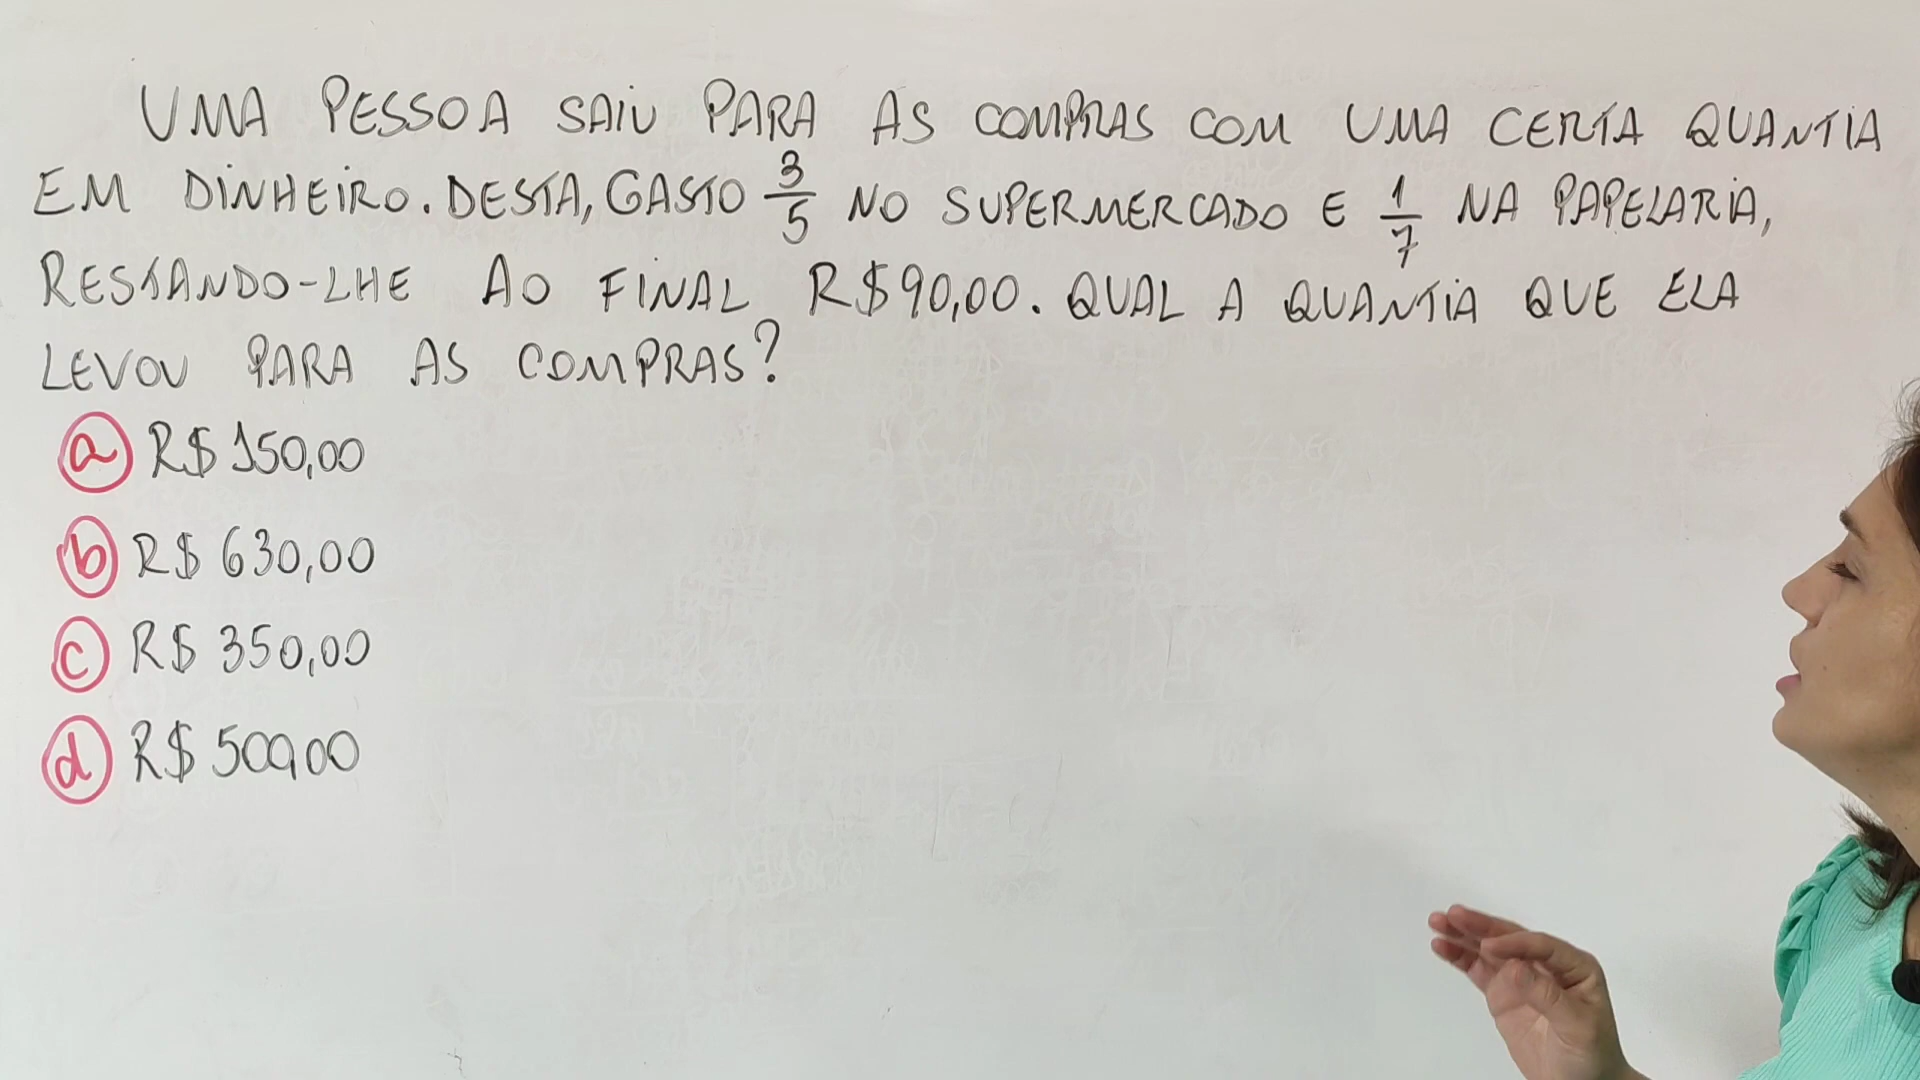 UMA PESSOA SAiU PARA AS COMPRAS COM UMA CERTA QUANTiA
EM DiNHEiRO. DESTA, GASTO 3/5 NO SUPERMERCADO E 1/7 NA PAPELARiA,
RESTANDO-LHE AO FiNAL R$90,00. QUAL A QUANTiA QUE ELA
LEVOU PARA AS COMPRAS?
a R$ 150,00
b R$ 630,00
c R$ 350,00
d R$ 500,00